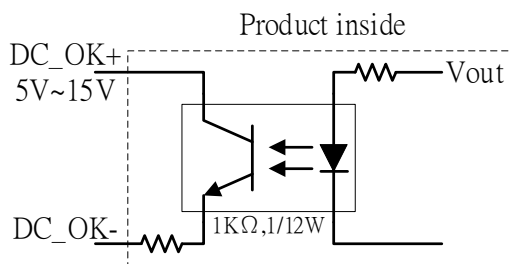 Product inside
DC_OK+
5V~15V
Vout
1KΩ,1/12W
DC_OK-